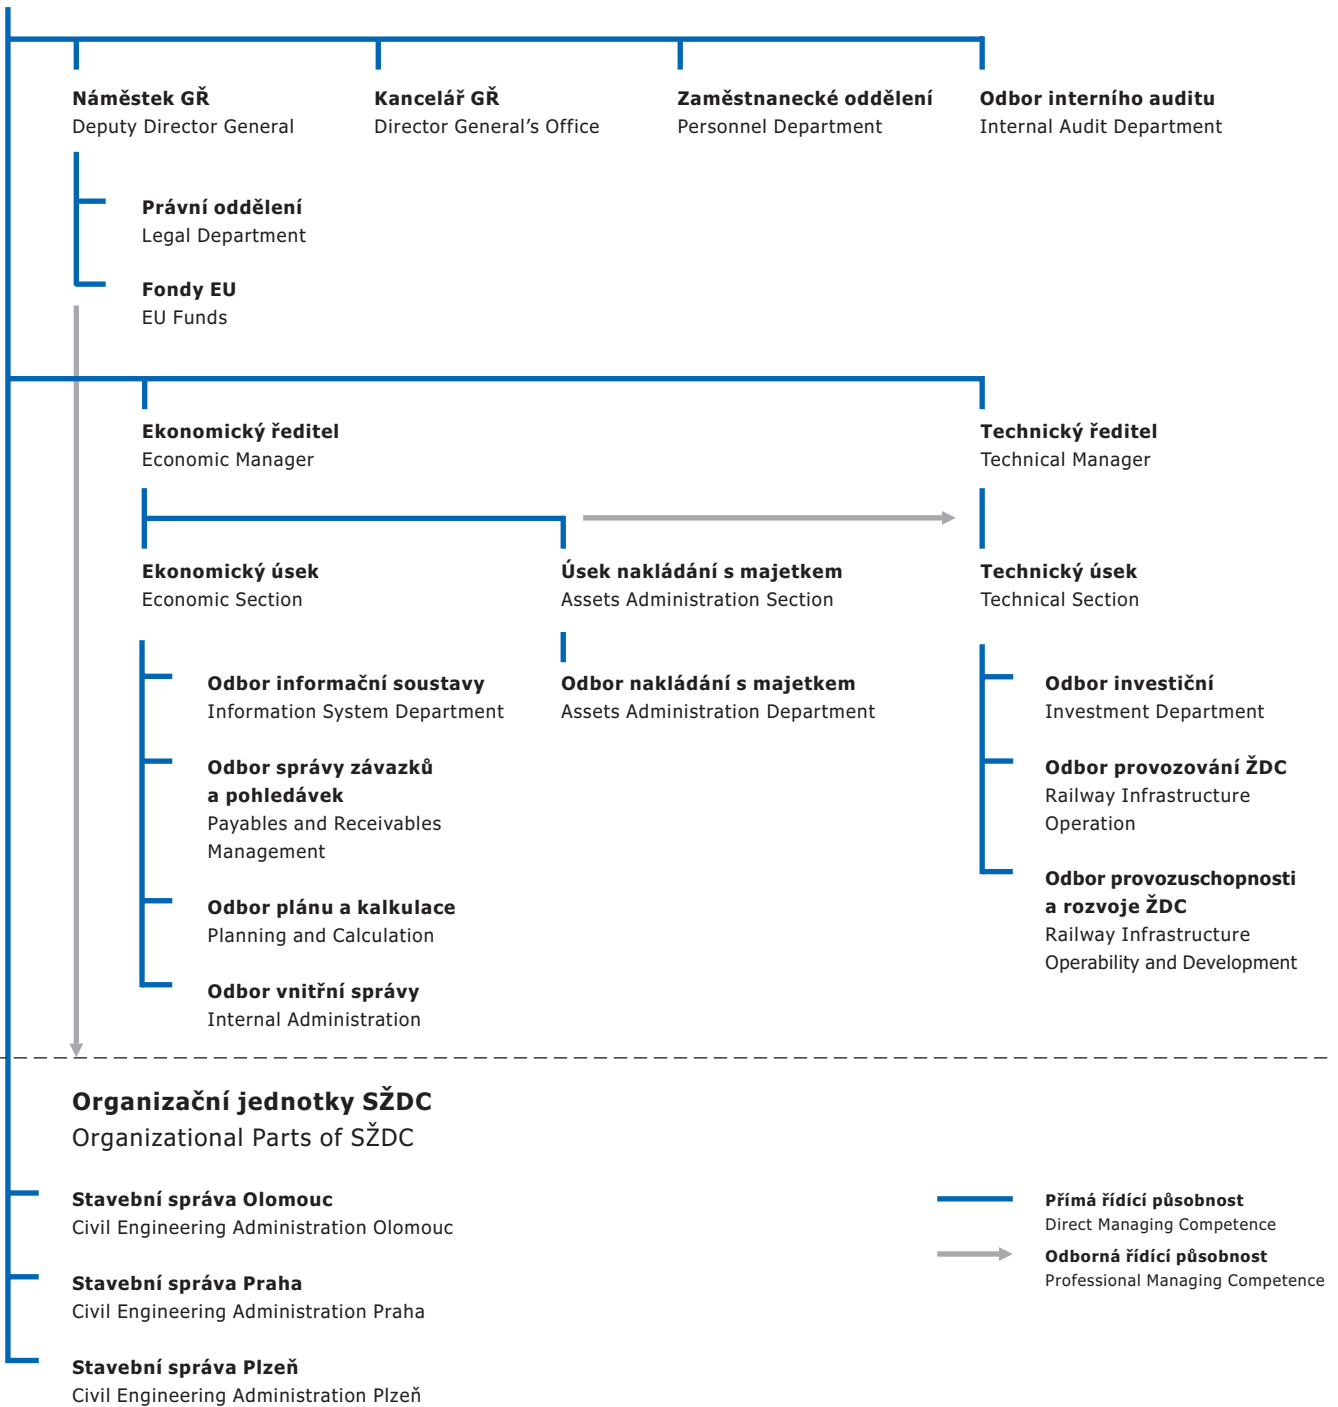 Náměstek GŘ
Deputy Director General
Kancelář GŘ
Director General's Office
Zaměstnanecké oddělení
Personnel Department
Odbor interního auditu
Internal Audit Department
Právní oddělení
Legal Department
Fondy EU
EU Funds
Ekonomický ředitel
Economic Manager
Technický ředitel
Technical Manager
Ekonomický úsek
Economic Section
Úsek nakládání s majetkem
Assets Administration Section
Technický úsek
Technical Section
Odbor informační soustavy
Information System Department
Odbor správy závazků
a pohledávek
Payables and Receivables
Management
Odbor plánu a kalkulace
Planning and Calculation
Odbor vnitřní správy
Internal Administration
Odbor nakládání s majetkem
Assets Administration Department
Odbor investiční
Investment Department
Odbor provozování ŽDC
Railway Infrastructure
Operation
Odbor provozuschopnosti
a rozvoje ŽDC
Railway Infrastructure
Operability and Development
Organizační jednotky SŽDC
Organizational Parts of SŽDC
Stavební správa Olomouc
Civil Engineering Administration Olomouc
Stavební správa Praha
Civil Engineering Administration Praha
Stavební správa Plzeň
Civil Engineering Administration Plzeň
Přímá řídící působnost
Direct Managing Competence
Odborná řídící působnost
Professional Managing Competence